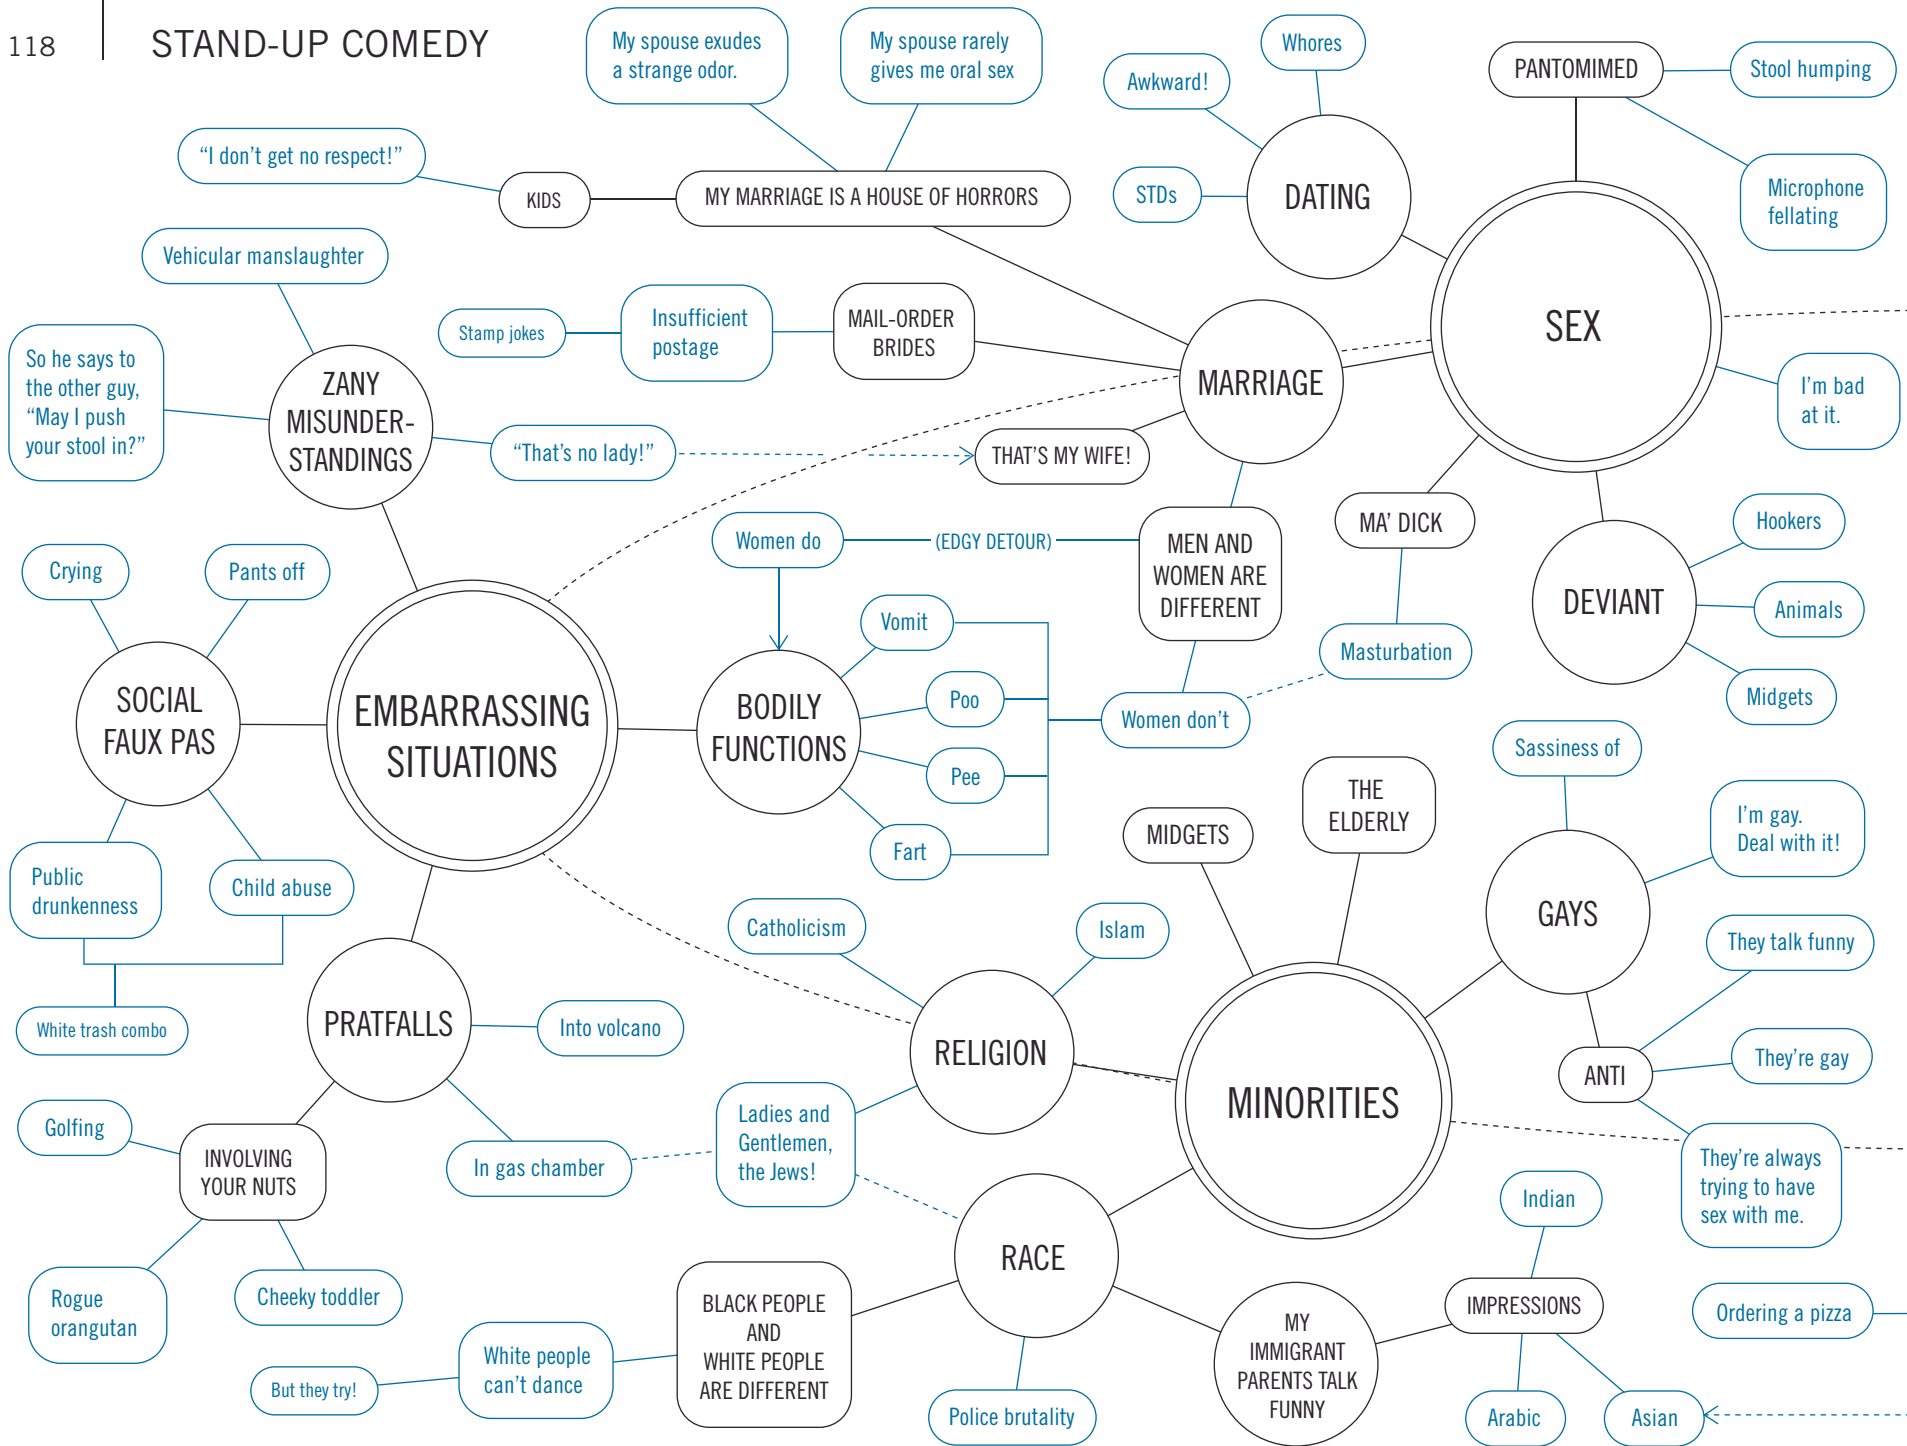 118
STAND-UP COMEDY
My spouse exudes
a strange odor.
My spouse rarely
gives me oral sex
Whores
Awkward!
PANTOMIMED
Stool humping
“I don’t get no respect!”
KIDS
MY MARRIAGE IS A HOUSE OF HORRORS
STDs
DATING
Microphone
fellating
Vehicular manslaughter
Stamp jokes
Insufficient
postage
MAIL-ORDER
BRIDES
MARRIAGE
SEX
So he says to
the other guy,
“May I push
your stool in?”
ZANY
MISUNDER-
STANDINGS
“That’s no lady!”
THAT’S MY WIFE!
I’m bad
at it.
MA’ DICK
Women do
(EDGY DETOUR)
MEN AND
WOMEN ARE
DIFFERENT
Hookers
Crying
Pants off
DEVIANT
Animals
Vomit
Masturbation
SOCIAL
FAUX PAS
EMBARRASSING
SITUATIONS
BODILY
FUNCTIONS
Poo
Women don’t
Midgets
Pee
Sassiness of
MIDGETS
THE
ELDERLY
I’m gay.
Deal with it!
Fart
Public
drunkenness
Child abuse
GAYS
Catholicism
Islam
They talk funny
White trash combo
PRATFALLS
Into volcano
RELIGION
MINORITIES
ANTI
They’re gay
Golfing
INVOLVING
YOUR NUTS
In gas chamber
Ladies and
Gentlemen,
the Jews!
They’re always
trying to have
sex with me.
Indian
Rogue
orangutan
Cheeky toddler
RACE
BLACK PEOPLE
AND
WHITE PEOPLE
ARE DIFFERENT
MY
IMMIGRANT
PARENTS TALK
FUNNY
IMPRESSIONS
Ordering a pizza
But they try!
White people
can’t dance
Police brutality
Arabic
Asian